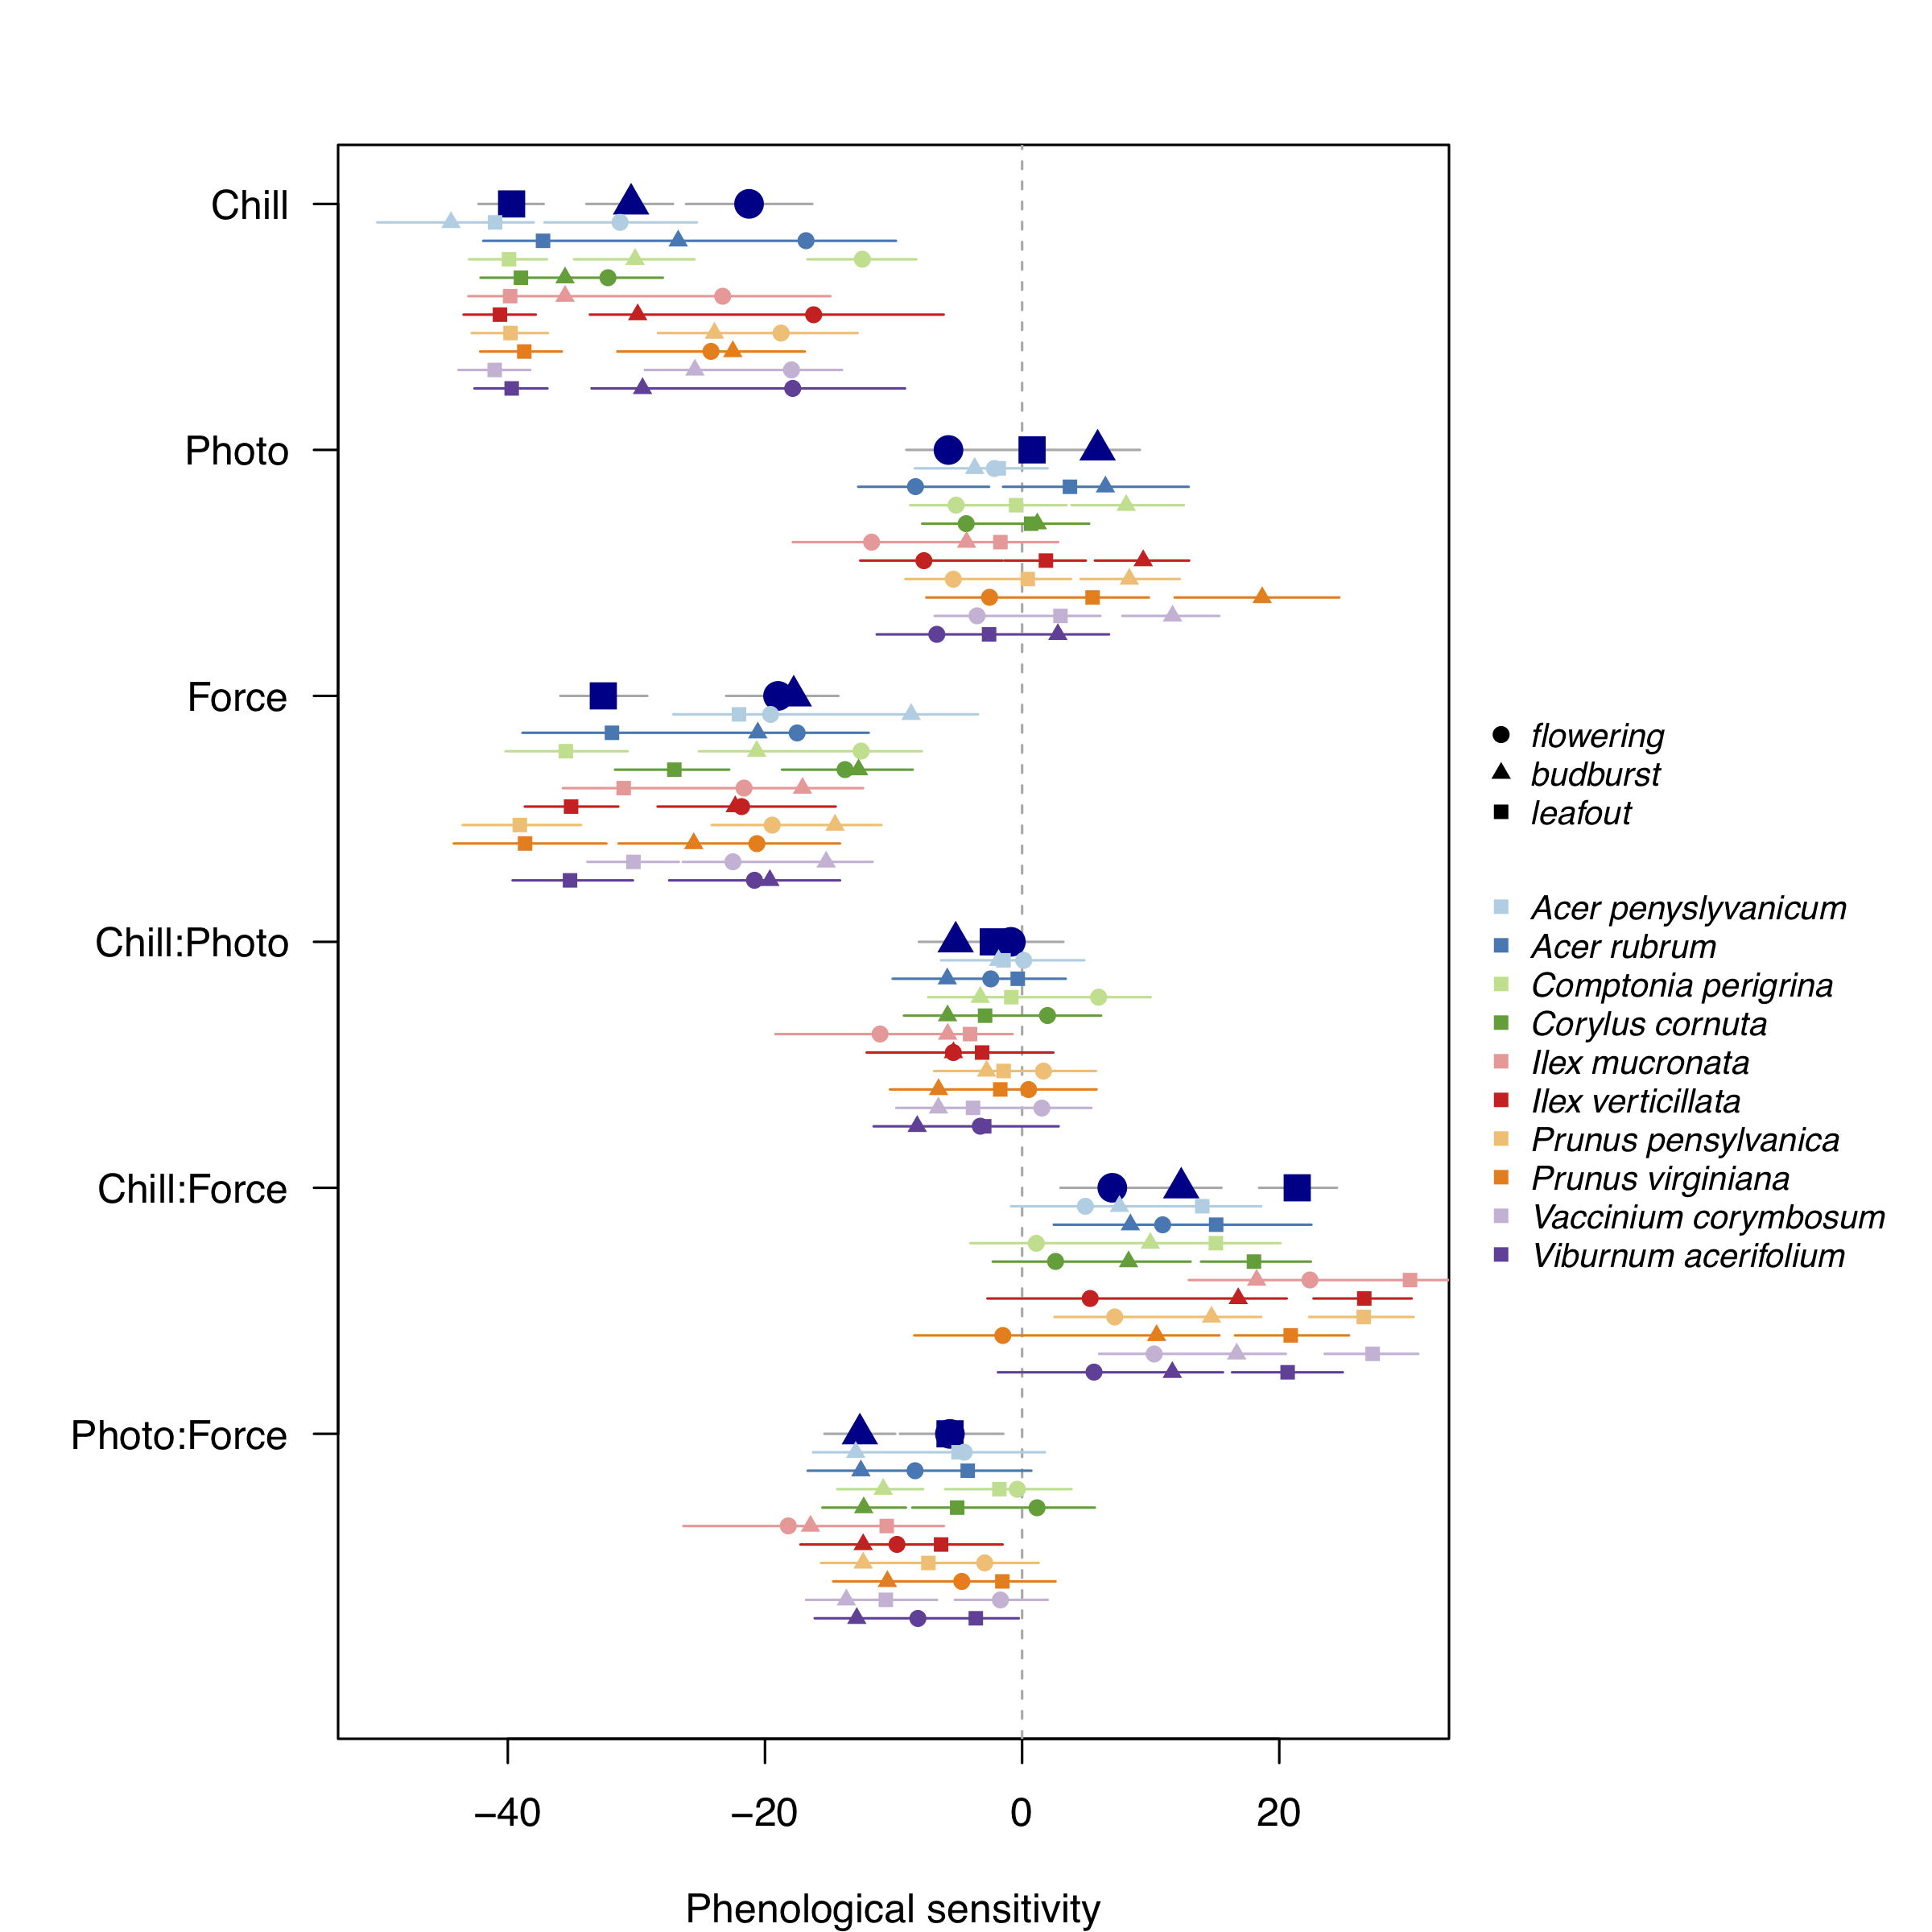 Chill
Photo
Force
Chill:Photo
Chill:Force
Photo:Force
flowering
budburst
leafout
Acer penyslyvanicum
Acer rubrum
Comptonia perigrina
Corylus cornuta
Ilex mucronata
Ilex verticillata
Prunus pensylvanica
Prunus virginiana
Vaccinium corymbosum
Viburnum acerifolium
−40 −20 0 20
Phenological sensitivity